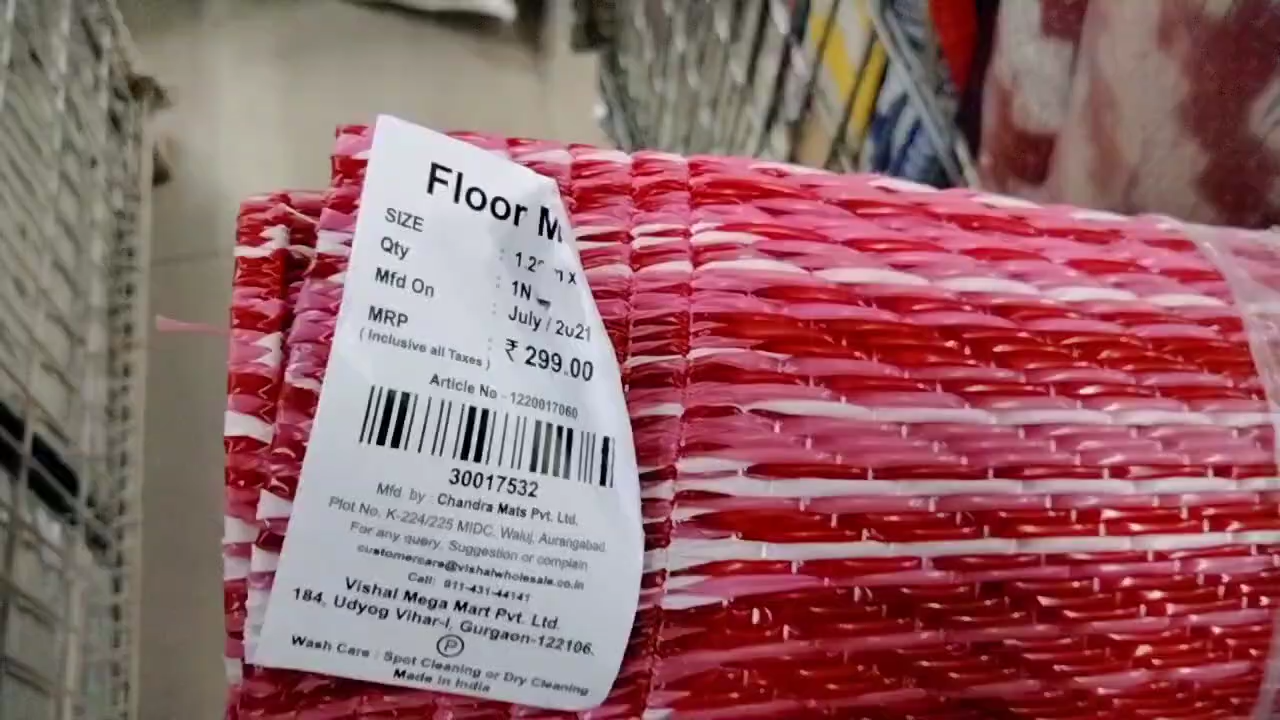 Floor
SIZE : x
Qty : 1N
Mfd On : July / 2021
MRP : ₹ 299.00
( Inclusive all Taxes )
Article No - 1220017060
30017532
Mfd. by : Chandra Mats Pvt. Ltd.
Plot No. K-224/225 MIDC, Waluj, Aurangabad.
For any query, Suggestion or complain
customercare@vishalwholesale.co.in
Call: 011-431-44141
Vishal Mega Mart Pvt. Ltd.
184, Udyog Vihar-I, Gurgaon-122106.
P
Wash Care : Spot Cleaning or Dry Cleaning
Made in India